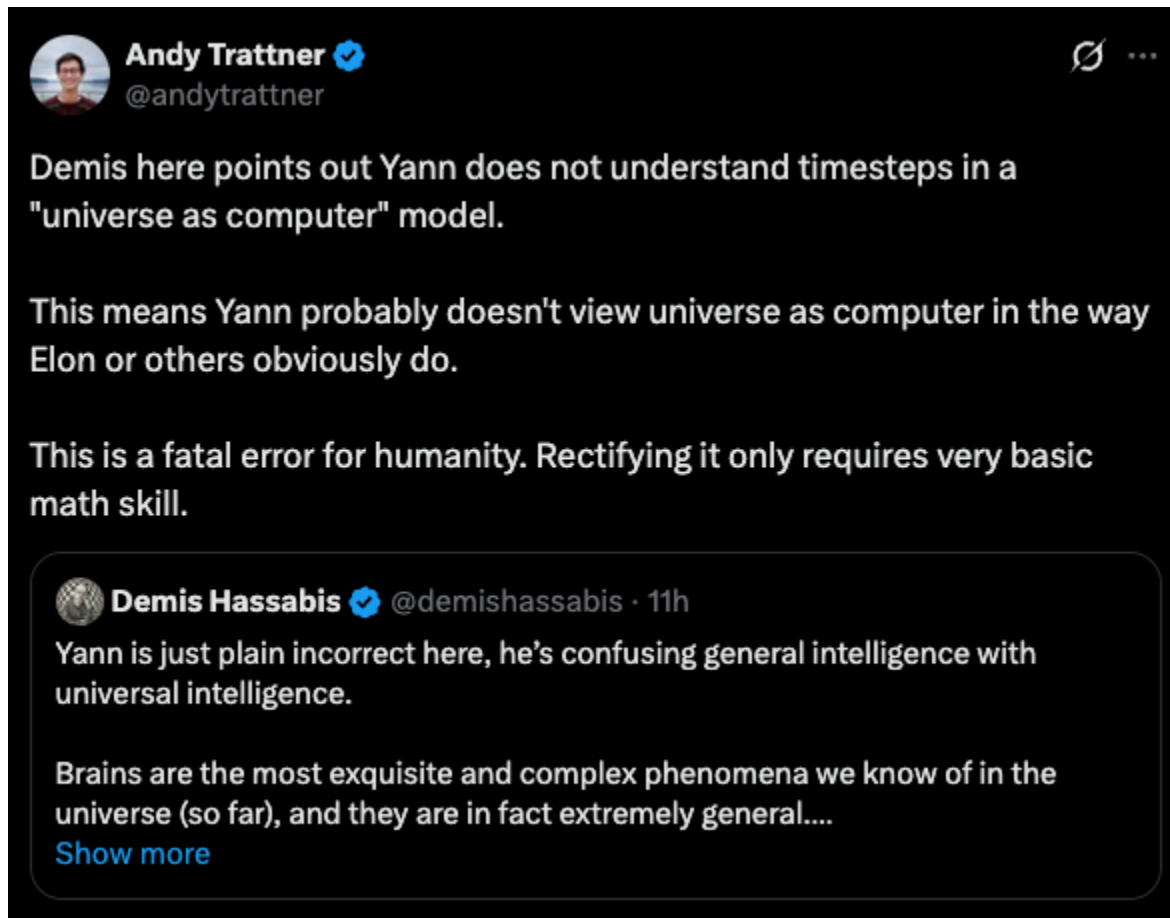 Andy Trattner
@andytrattner
Demis here points out Yann does not understand timesteps in a
"universe as computer" model.
This means Yann probably doesn't view universe as computer in the way
Elon or others obviously do.
This is a fatal error for humanity. Rectifying it only requires very basic
math skill.
Demis Hassabis @demishassabis · 11h
Yann is just plain incorrect here, he’s confusing general intelligence with
universal intelligence.
Brains are the most exquisite and complex phenomena we know of in the
universe (so far), and they are in fact extremely general....
Show more